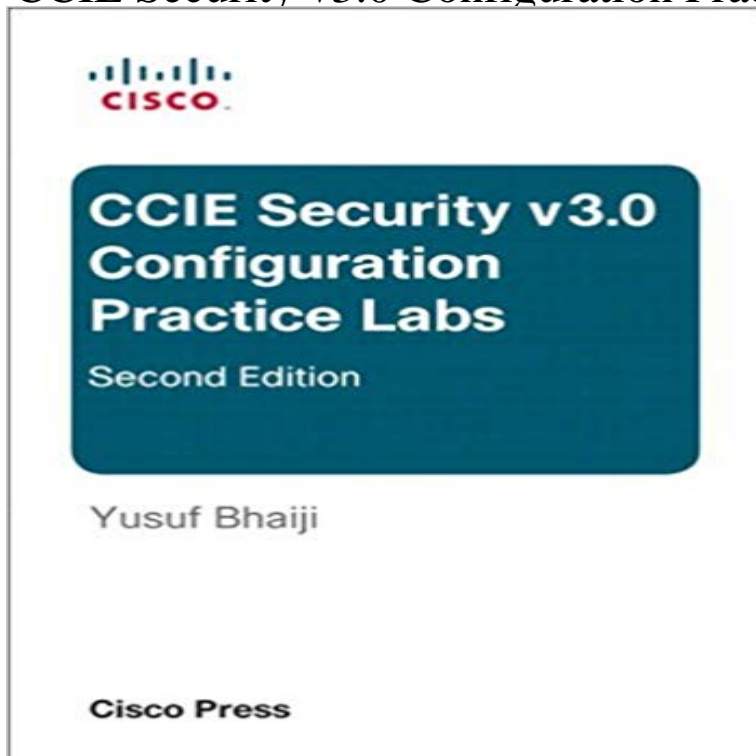 CISCO.
CCIE Security v3.0
Configuration
Practice Labs
Second Edition
Yusuf Bhaiji
Cisco Press